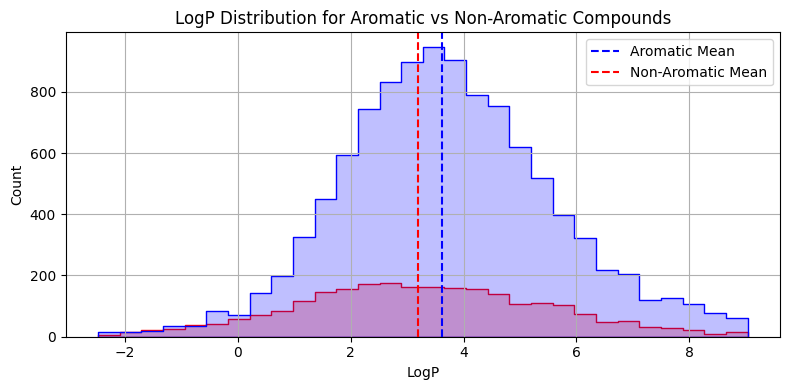 LogP Distribution for Aromatic vs Non-Aromatic Compounds
Aromatic Mean
Non-Aromatic Mean
Count
800
600
400
200
0
−2 0 2 4 6 8
LogP